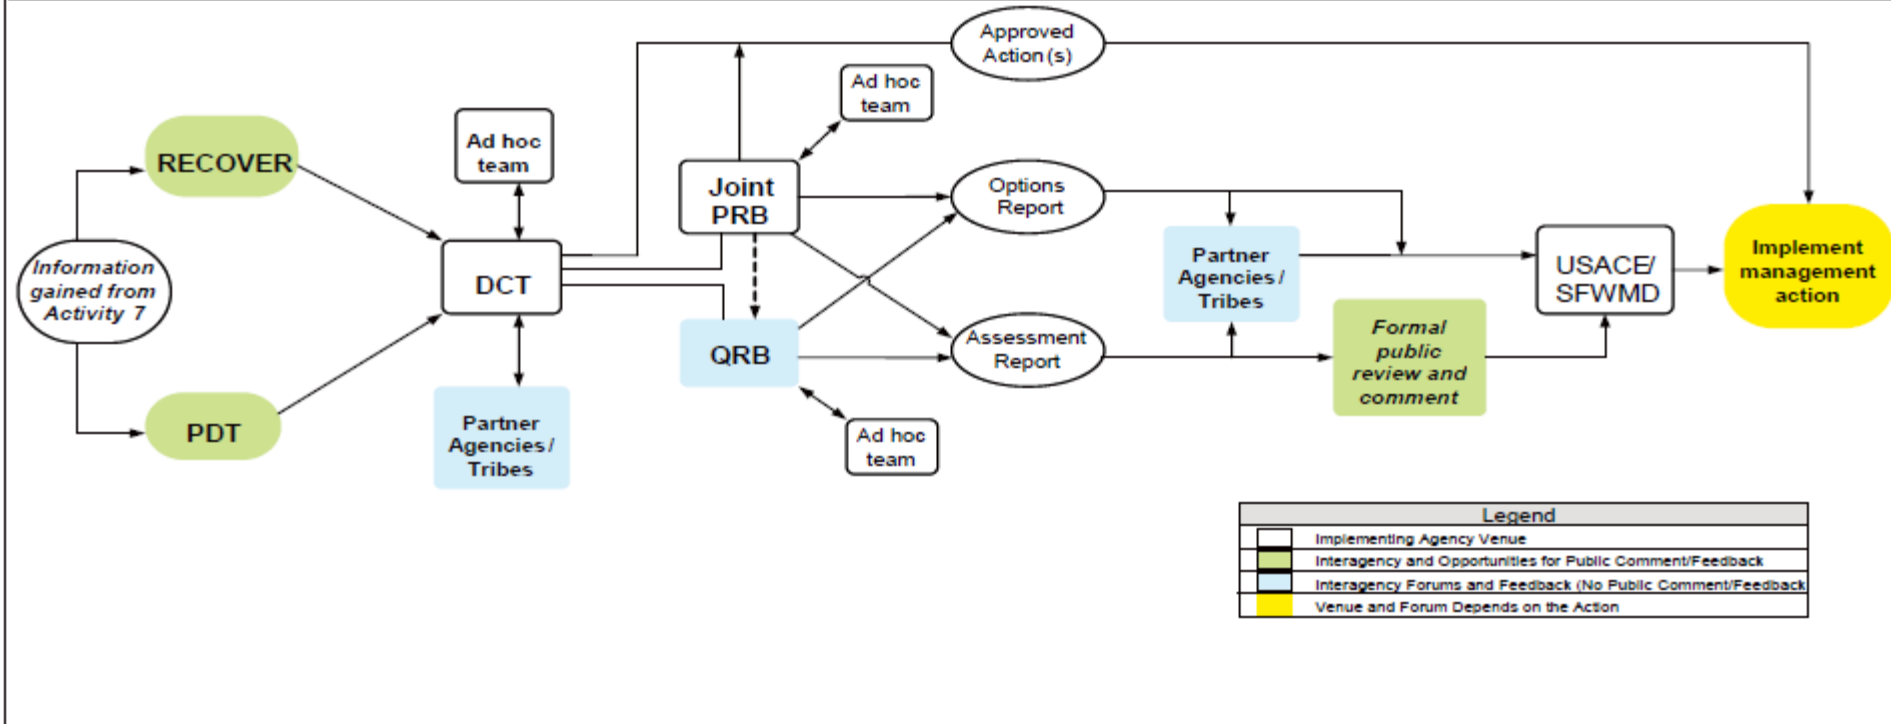 Approved
Action (s)
Ad hoc
team
RECOVER
Ad hoc
team
Joint
PRB
Options
Report
Information
gained from
Activity 7
DCT
Partner
Agencies /
Tribes
USACE/
SFWMD
Implement
management
action
QRB
Assessment
Report
Formal
public
review and
comment
PDT
Partner
Agencies /
Tribes
Ad hoc
team
Legend
Implementing Agency Venue
Interagency and Opportunities for Public Comment/Feedback
Interagency Forums and Feedback (No Public Comment/Feedback
Venue and Forum Depends on the Action